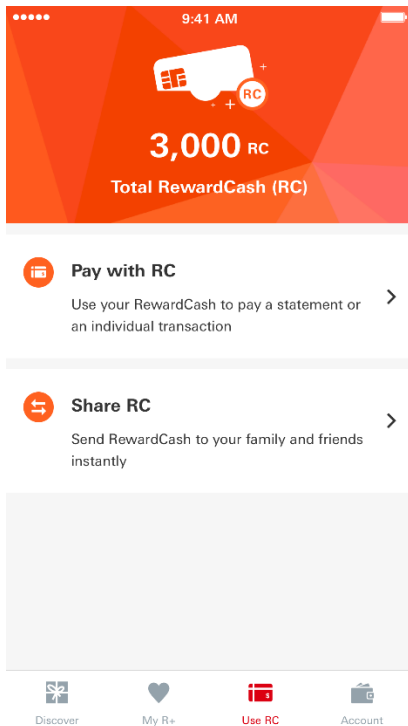 9:41 AM
RC
3,000 RC
Total RewardCash (RC)
Pay with RC
Use your RewardCash to pay a statement or
an individual transaction
Share RC
Send RewardCash to your family and friends
instantly
Discover
My R+
Use RC
Account